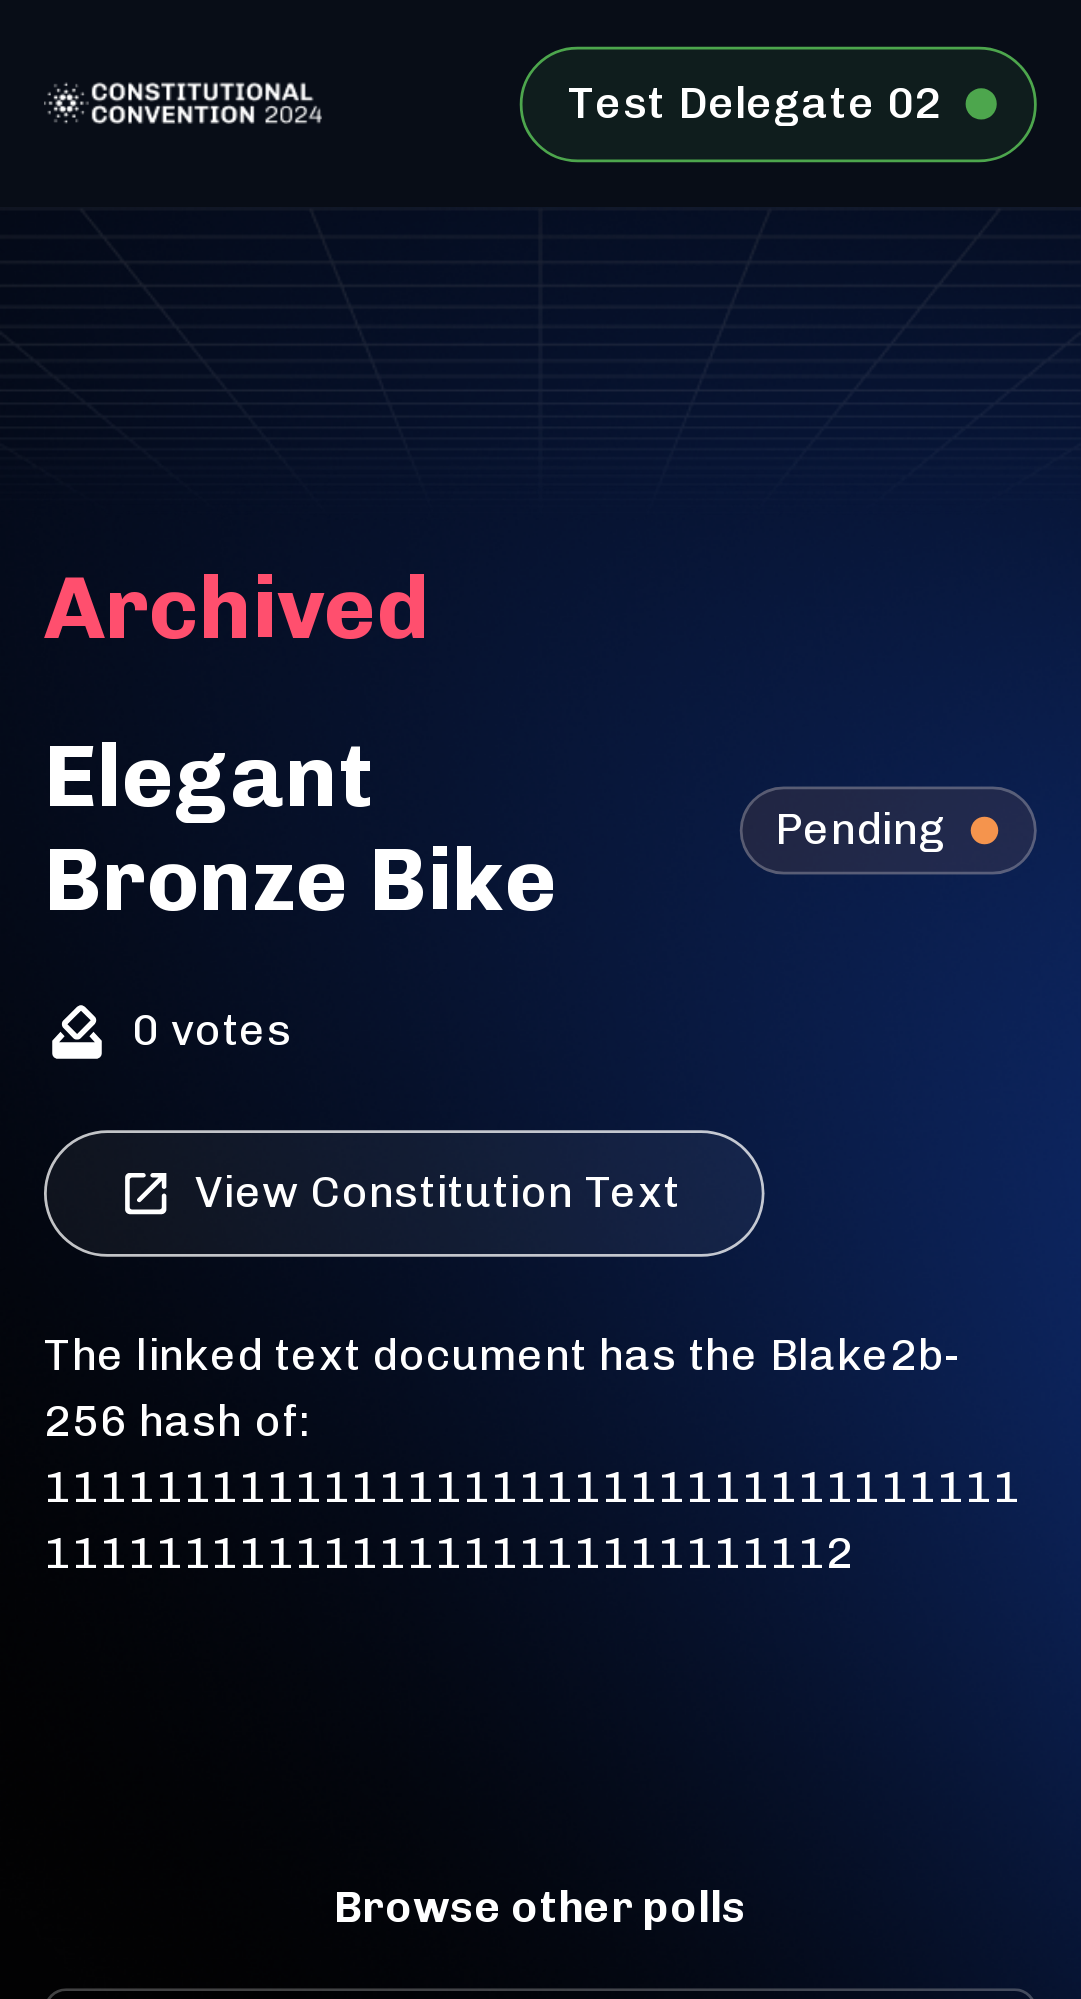 CONSTITUTIONAL
CONVENTION 2024
Test Delegate 02
Archived
Elegant
Bronze Bike
Pending
0 votes
View Constitution Text
The linked text document has the Blake2b-
256 hash of:
11111111111111111111111111111111111
11111111111111111111111111112
Browse other polls